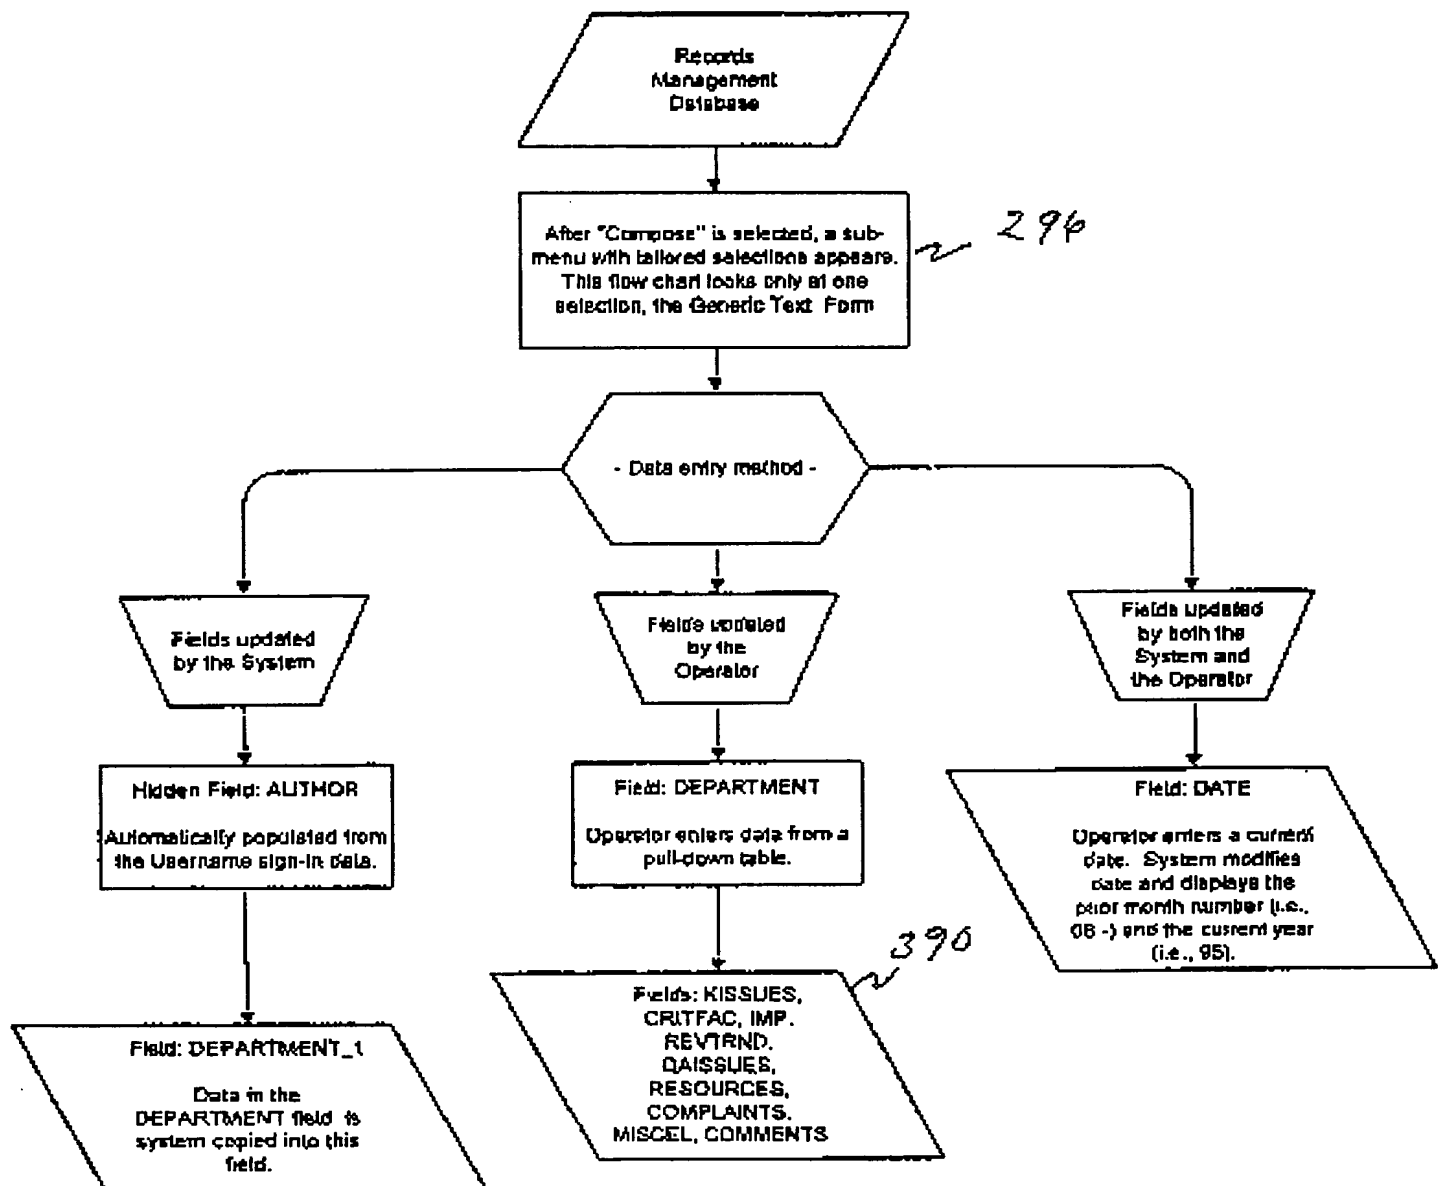 Records
Management
Database
After "Compose" is selected, a sub-
menu with tailored selections appears.
This flow chart looks only at one
selection, the Generic Text Form
296
- Data entry method -
Fields updated
by the System
Fields updated
by the
Operator
Fields updated
by both the
System and
the Operator
Hidden Field: AUTHOR
Automatically populated from
the Username sign-in data.
Field: DEPARTMENT
Operator enters data from a
pull-down table.
Field: DATE
Operator enters a current
date. System modifies
date and displays the
prior month number (i.e.,
08 -) and the current year
(i.e., 95).
390
Field: DEPARTMENT_1
Data in the
DEPARTMENT field is
system copied into this
field.
Fields: KISSUES,
CRITFAC, IMP.
REVTRND.
QAISSUES,
RESOURCES,
COMPLAINTS.
MISCEL, COMMENTS